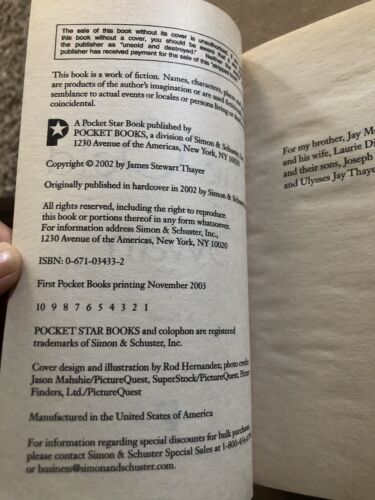 The sale of this book without its cover is unauthorized.
this book without a cover, you should be aware that
the publisher as "unsold and destroyed." Neither the
publisher has received payment for the sale of this "stripped
This book is a work of fiction. Names, characters, places
are products of the author's imagination or are used
semblance to actual events or locales or persons living or
coincidental.
A Pocket Star Book published by
POCKET BOOKS, a division of Simon & Schuster, Inc.
1230 Avenue of the Americas, New York, NY 10020
Copyright © 2002 by James Stewart Thayer
Originally published in hardcover in 2002 by Simon & Schuster,
All rights reserved, including the right to reproduce
this book or portions thereof in any form whatsoever.
For information address Simon & Schuster, Inc.,
1230 Avenue of the Americas, New York, NY 10020
ISBN: 0-671-03433-2
First Pocket Books printing November 2003
10 9 8 7 6 5 4 3 2 1
POCKET STAR BOOKS and colophon are registered
trademarks of Simon & Schuster, Inc.
Cover design and illustration by Rod Hernandez; photo credits
Jason Mahshie/PictureQuest, SuperStock/PictureQuest,
Finders, Ltd./PictureQuest
Manufactured in the United States of America
For information regarding special discounts for bulk purchases,
please contact Simon & Schuster Special Sales at
or business@simonandschuster.com
For my brother, Jay
and his wife, Laurie
and their sons, Joseph
and Ulysses Jay Thayer